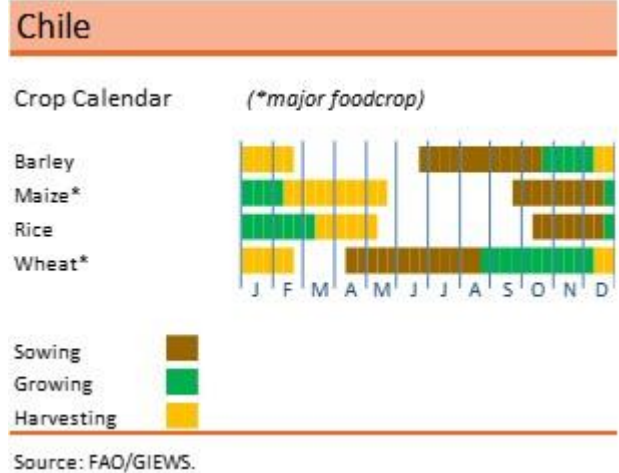 Chile
Crop Calendar (*major foodcrop)
Barley
Maize*
Rice
Wheat*
J F M A M J J A S O N D
Sowing
Growing
Harvesting
Source: FAO/GIEWS.